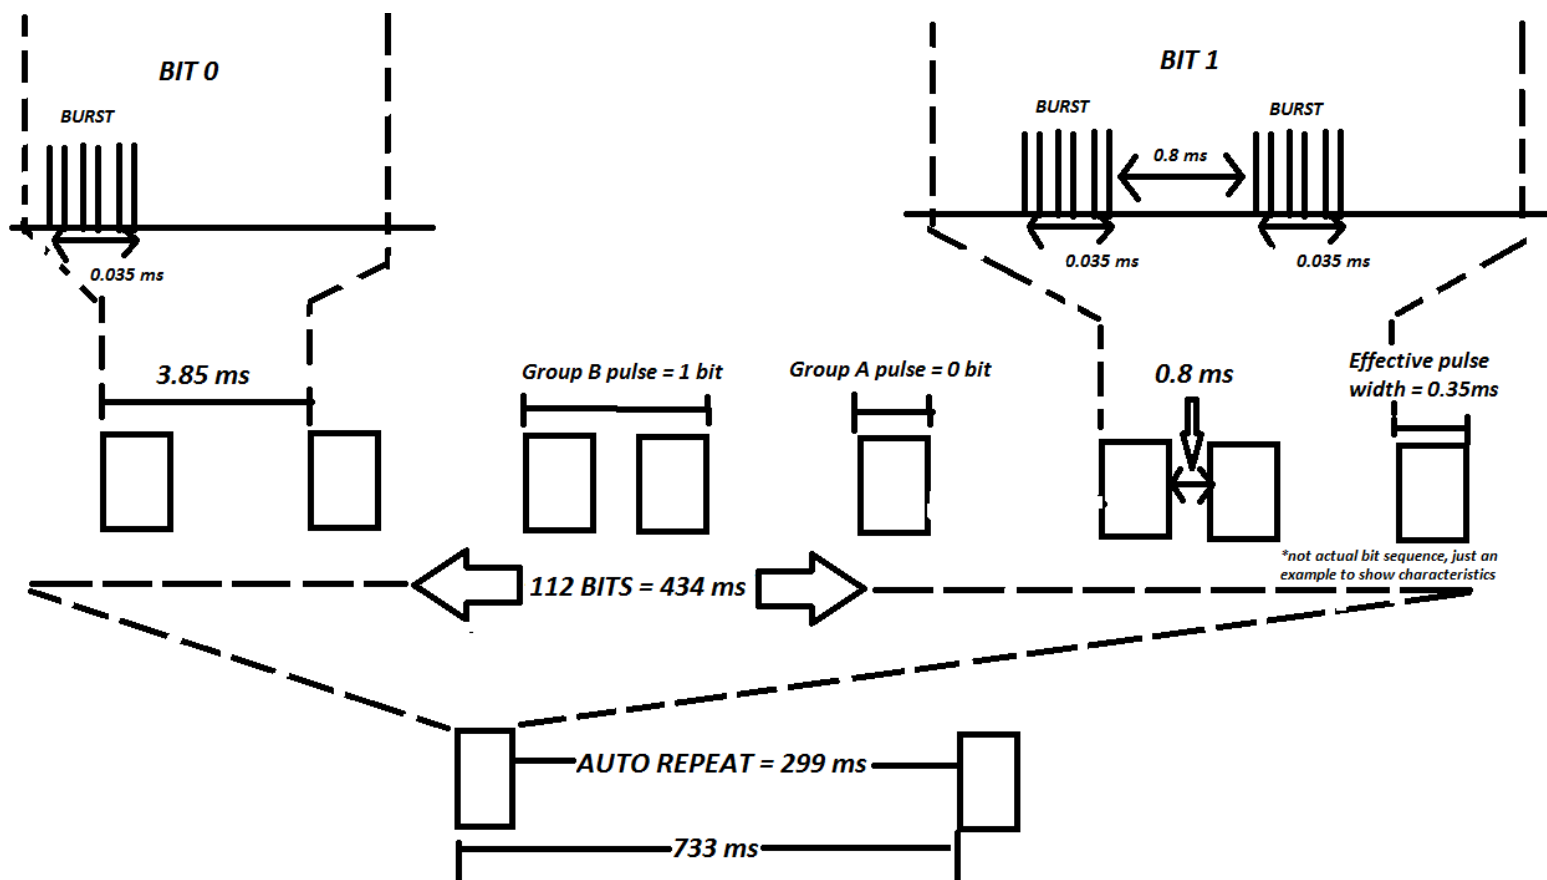 BIT 0
BURST
0.035 ms
BIT 1
BURST
BURST
0.8 ms
0.035 ms
0.035 ms
3.85 ms
Group B pulse = 1 bit
Group A pulse = 0 bit
0.8 ms
Effective pulse
width = 0.35ms
*not actual bit sequence, just an
example to show characteristics
112 BITS = 434 ms
AUTO REPEAT = 299 ms
733 ms